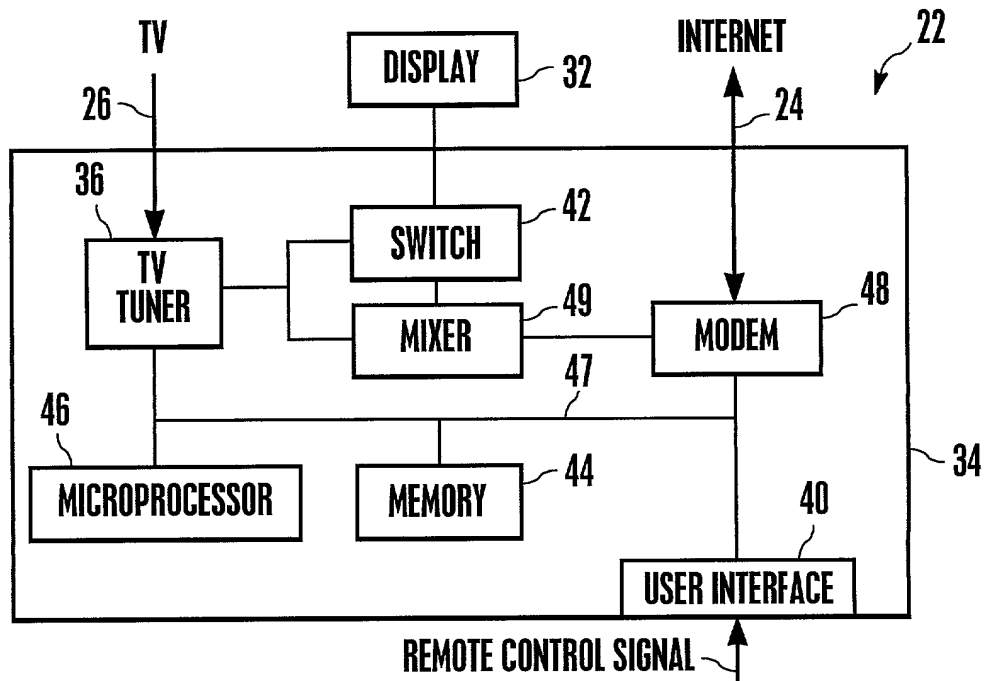 TV
DISPLAY
32
INTERNET
22
26
24
36
42
SWITCH
TV
TUNER
49
MIXER
48
MODEM
47
46
MICROPROCESSOR
44
MEMORY
34
40
USER INTERFACE
REMOTE CONTROL SIGNAL